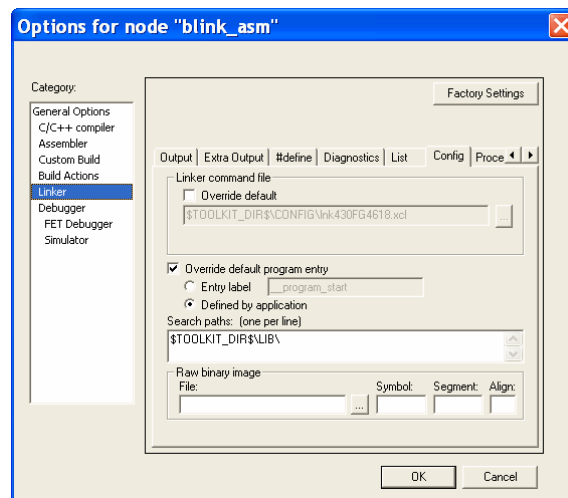 Options for node "blink_asm"
Category:
General Options
C/C++ compiler
Assembler
Custom Build
Build Actions
Linker
Debugger
FET Debugger
Simulator
Factory Settings
Output Extra Output #define Diagnostics List Config Proce
Linker command file
Override default
$TOOLKIT_DIR$\CONFIG\lnk430FG4618.xcl
...
Override default program entry
Entry label __program_start
Defined by application
Search paths: (one per line)
$TOOLKIT_DIR$\LIB\
Raw binary image
File: Symbol: Segment: Align:
...
OK Cancel